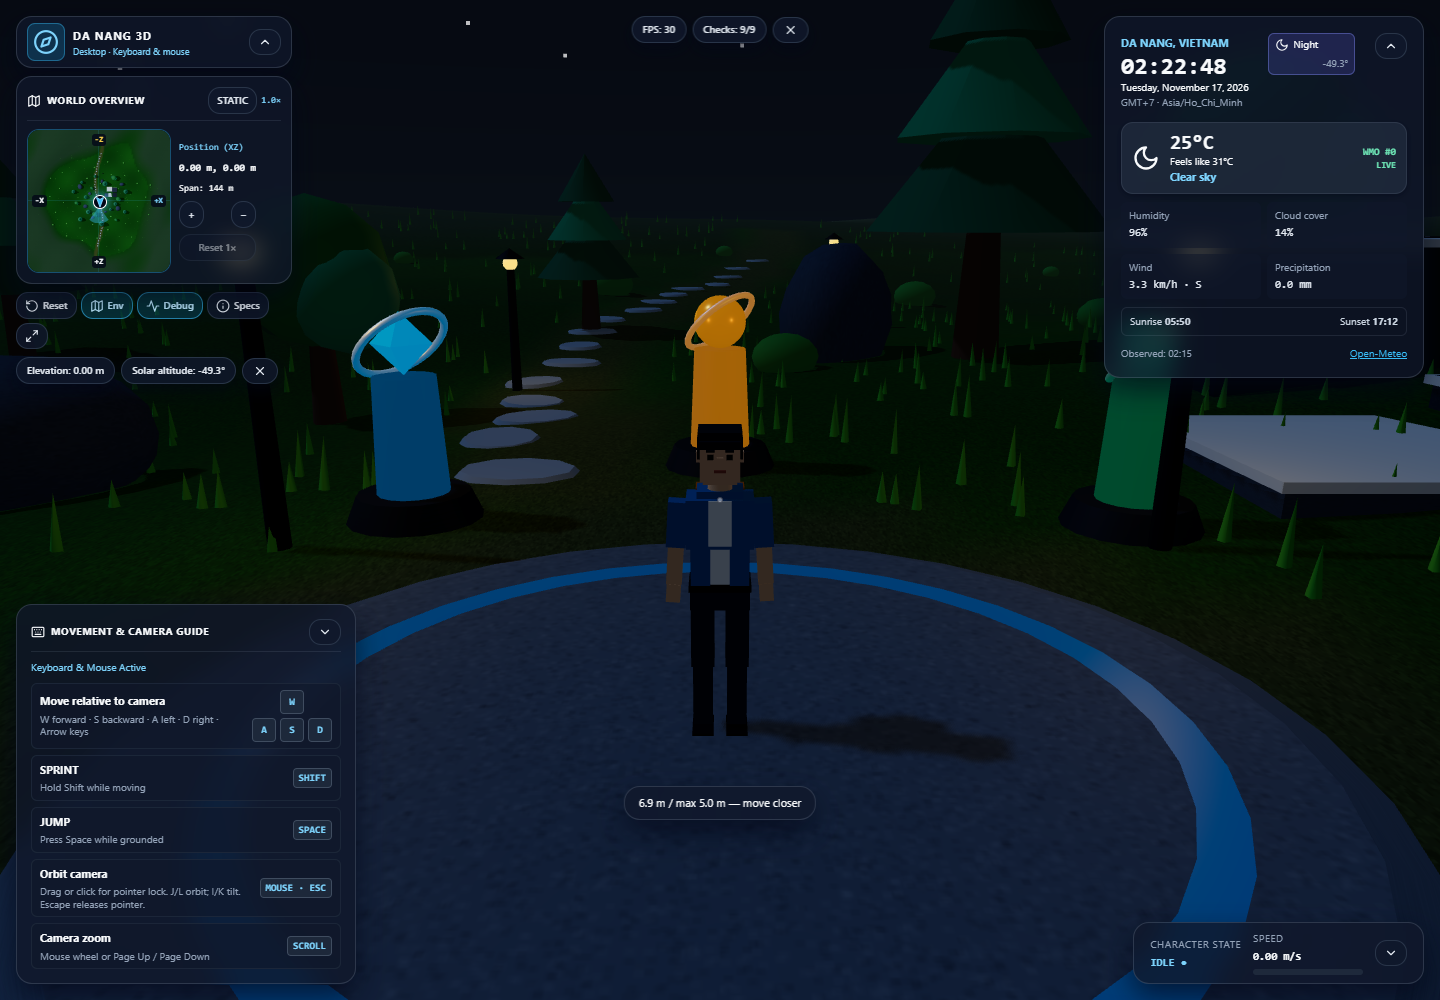 DA NANG 3D
Desktop · Keyboard & mouse
WORLD OVERVIEW
STATIC
1.0×
-Z
-X
+X
+Z
Position (XZ)
0.00 m, 0.00 m
Span: 144 m
+
−
Reset 1×
Reset
Env
Debug
Specs
Elevation: 0.00 m
Solar altitude: -49.3°
FPS: 30
Checks: 9/9
DA NANG, VIETNAM
02:22:48
Tuesday, November 17, 2026
GMT+7 · Asia/Ho_Chi_Minh
Night
-49.3°
25°C
Feels like 31°C
Clear sky
WMO #0
LIVE
Humidity
96%
Cloud cover
14%
Wind
3.3 km/h · S
Precipitation
0.0 mm
Sunrise 05:50
Sunset 17:12
Observed: 02:15
Open-Meteo
MOVEMENT & CAMERA GUIDE
Keyboard & Mouse Active
Move relative to camera
W forward · S backward · A left · D right ·
Arrow keys
W
A
S
D
SPRINT
Hold Shift while moving
SHIFT
JUMP
Press Space while grounded
SPACE
Orbit camera
Drag or click for pointer lock. J/L orbit; I/K tilt.
Escape releases pointer.
MOUSE · ESC
Camera zoom
Mouse wheel or Page Up / Page Down
SCROLL
6.9 m / max 5.0 m — move closer
CHARACTER STATE
IDLE
SPEED
0.00 m/s